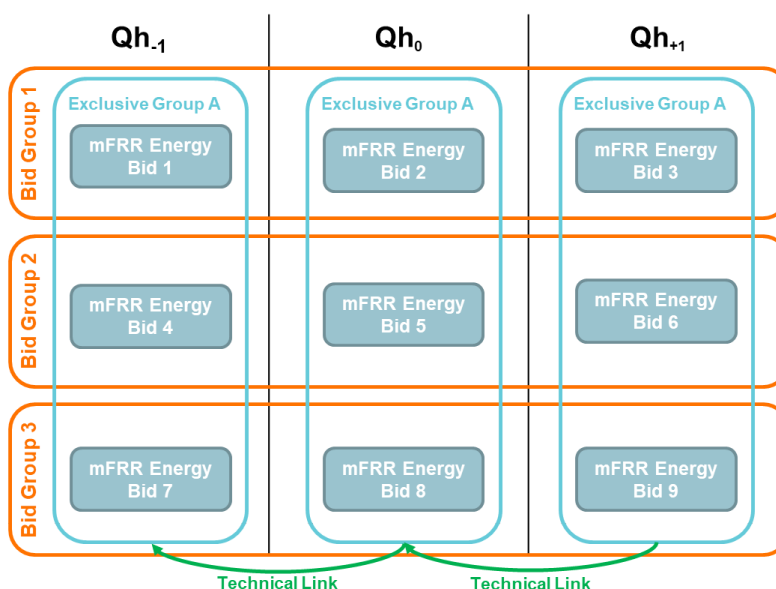 Qh-1
Qh0
Qh+1
Bid Group 1
Exclusive Group A
Exclusive Group A
Exclusive Group A
mFRR Energy
Bid 1
mFRR Energy
Bid 2
mFRR Energy
Bid 3
Bid Group 2
mFRR Energy
Bid 4
mFRR Energy
Bid 5
mFRR Energy
Bid 6
Bid Group 3
mFRR Energy
Bid 7
mFRR Energy
Bid 8
mFRR Energy
Bid 9
Technical Link
Technical Link